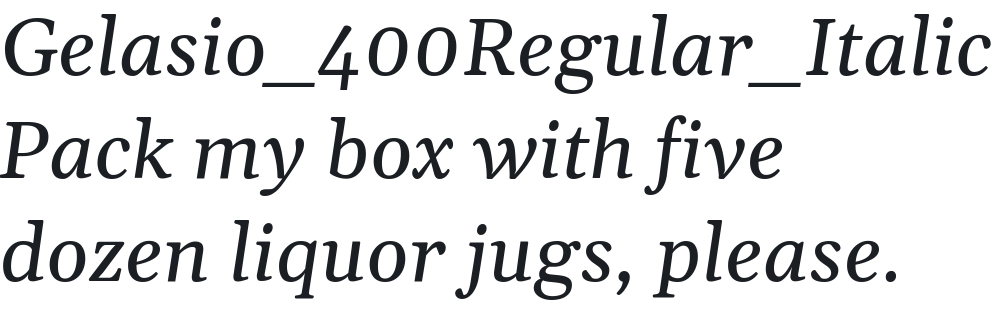 Gelasio_400Regular_Italic
Pack my box with five
dozen liquor jugs, please.